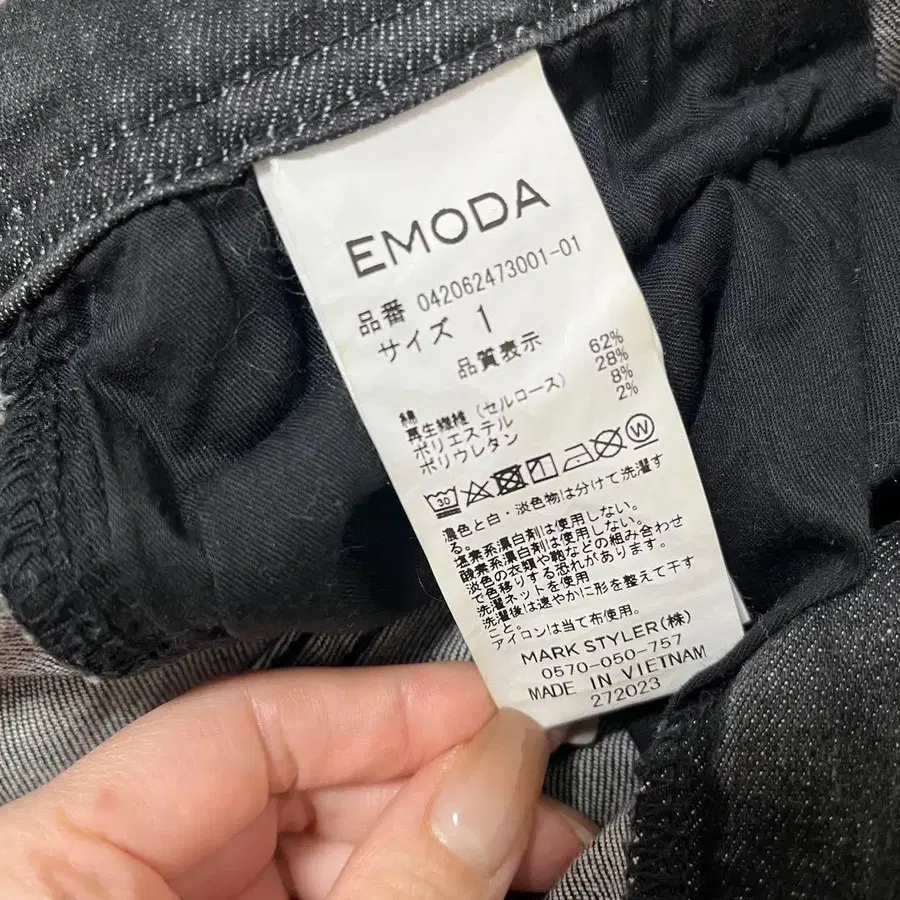 EMODA
品番 042062473001-01
サイズ 1
品質表示
綿 62%
再生繊維 (セルロース) 28%
ポリエステル 8%
ポリウレタン 2%
30 W
濃色と白・淡色物は分けて洗濯す
る。
塩素系漂白剤は使用しない。
酸素系漂白剤は使用しない。
淡色の衣類や鞄などの組み合わせ
で色移りする恐れがあります。
洗濯ネットを使用
洗濯後は速やかに形を整えて干す
こと。
アイロンは当て布使用。
MARK STYLER(株)
0570-050-757
MADE IN VIETNAM
272023